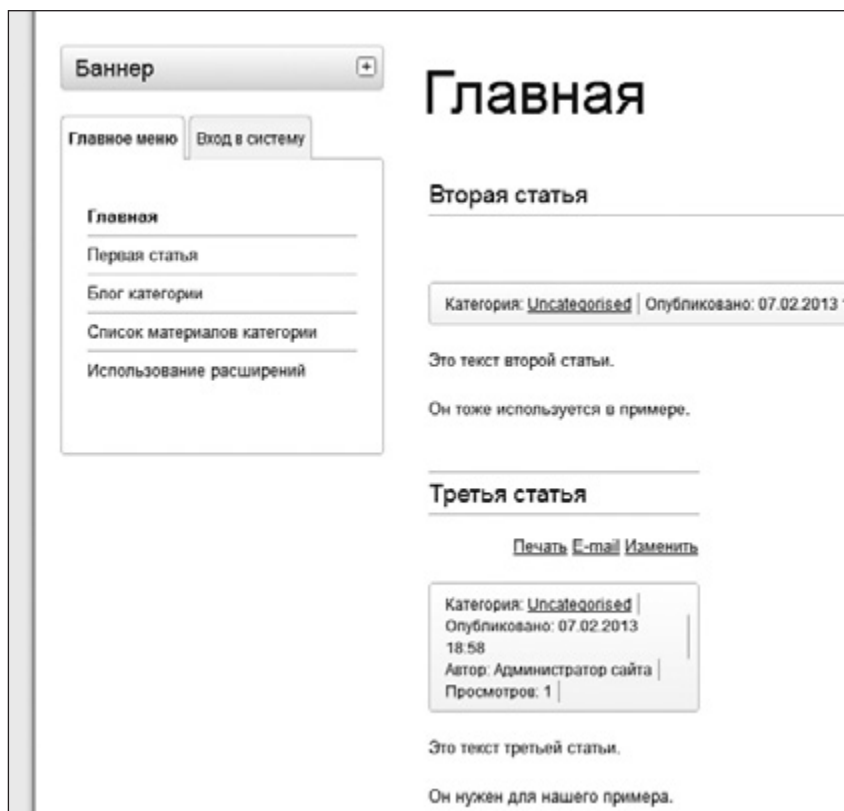 Баннер
Главное меню Вход в систему
Главная
Первая статья
Блог категории
Список материалов категории
Использование расширений
Главная
Вторая статья
Категория: Uncategorised Опубликовано: 07.02.2013
Это текст второй статьи.
Он тоже используется в примере.
Третья статья
Печать E-mail Изменить
Категория: Uncategorised
Опубликовано: 07.02.2013
18:58
Автор: Администратор сайта
Просмотров: 1
Это текст третьей статьи.
Он нужен для нашего примера.